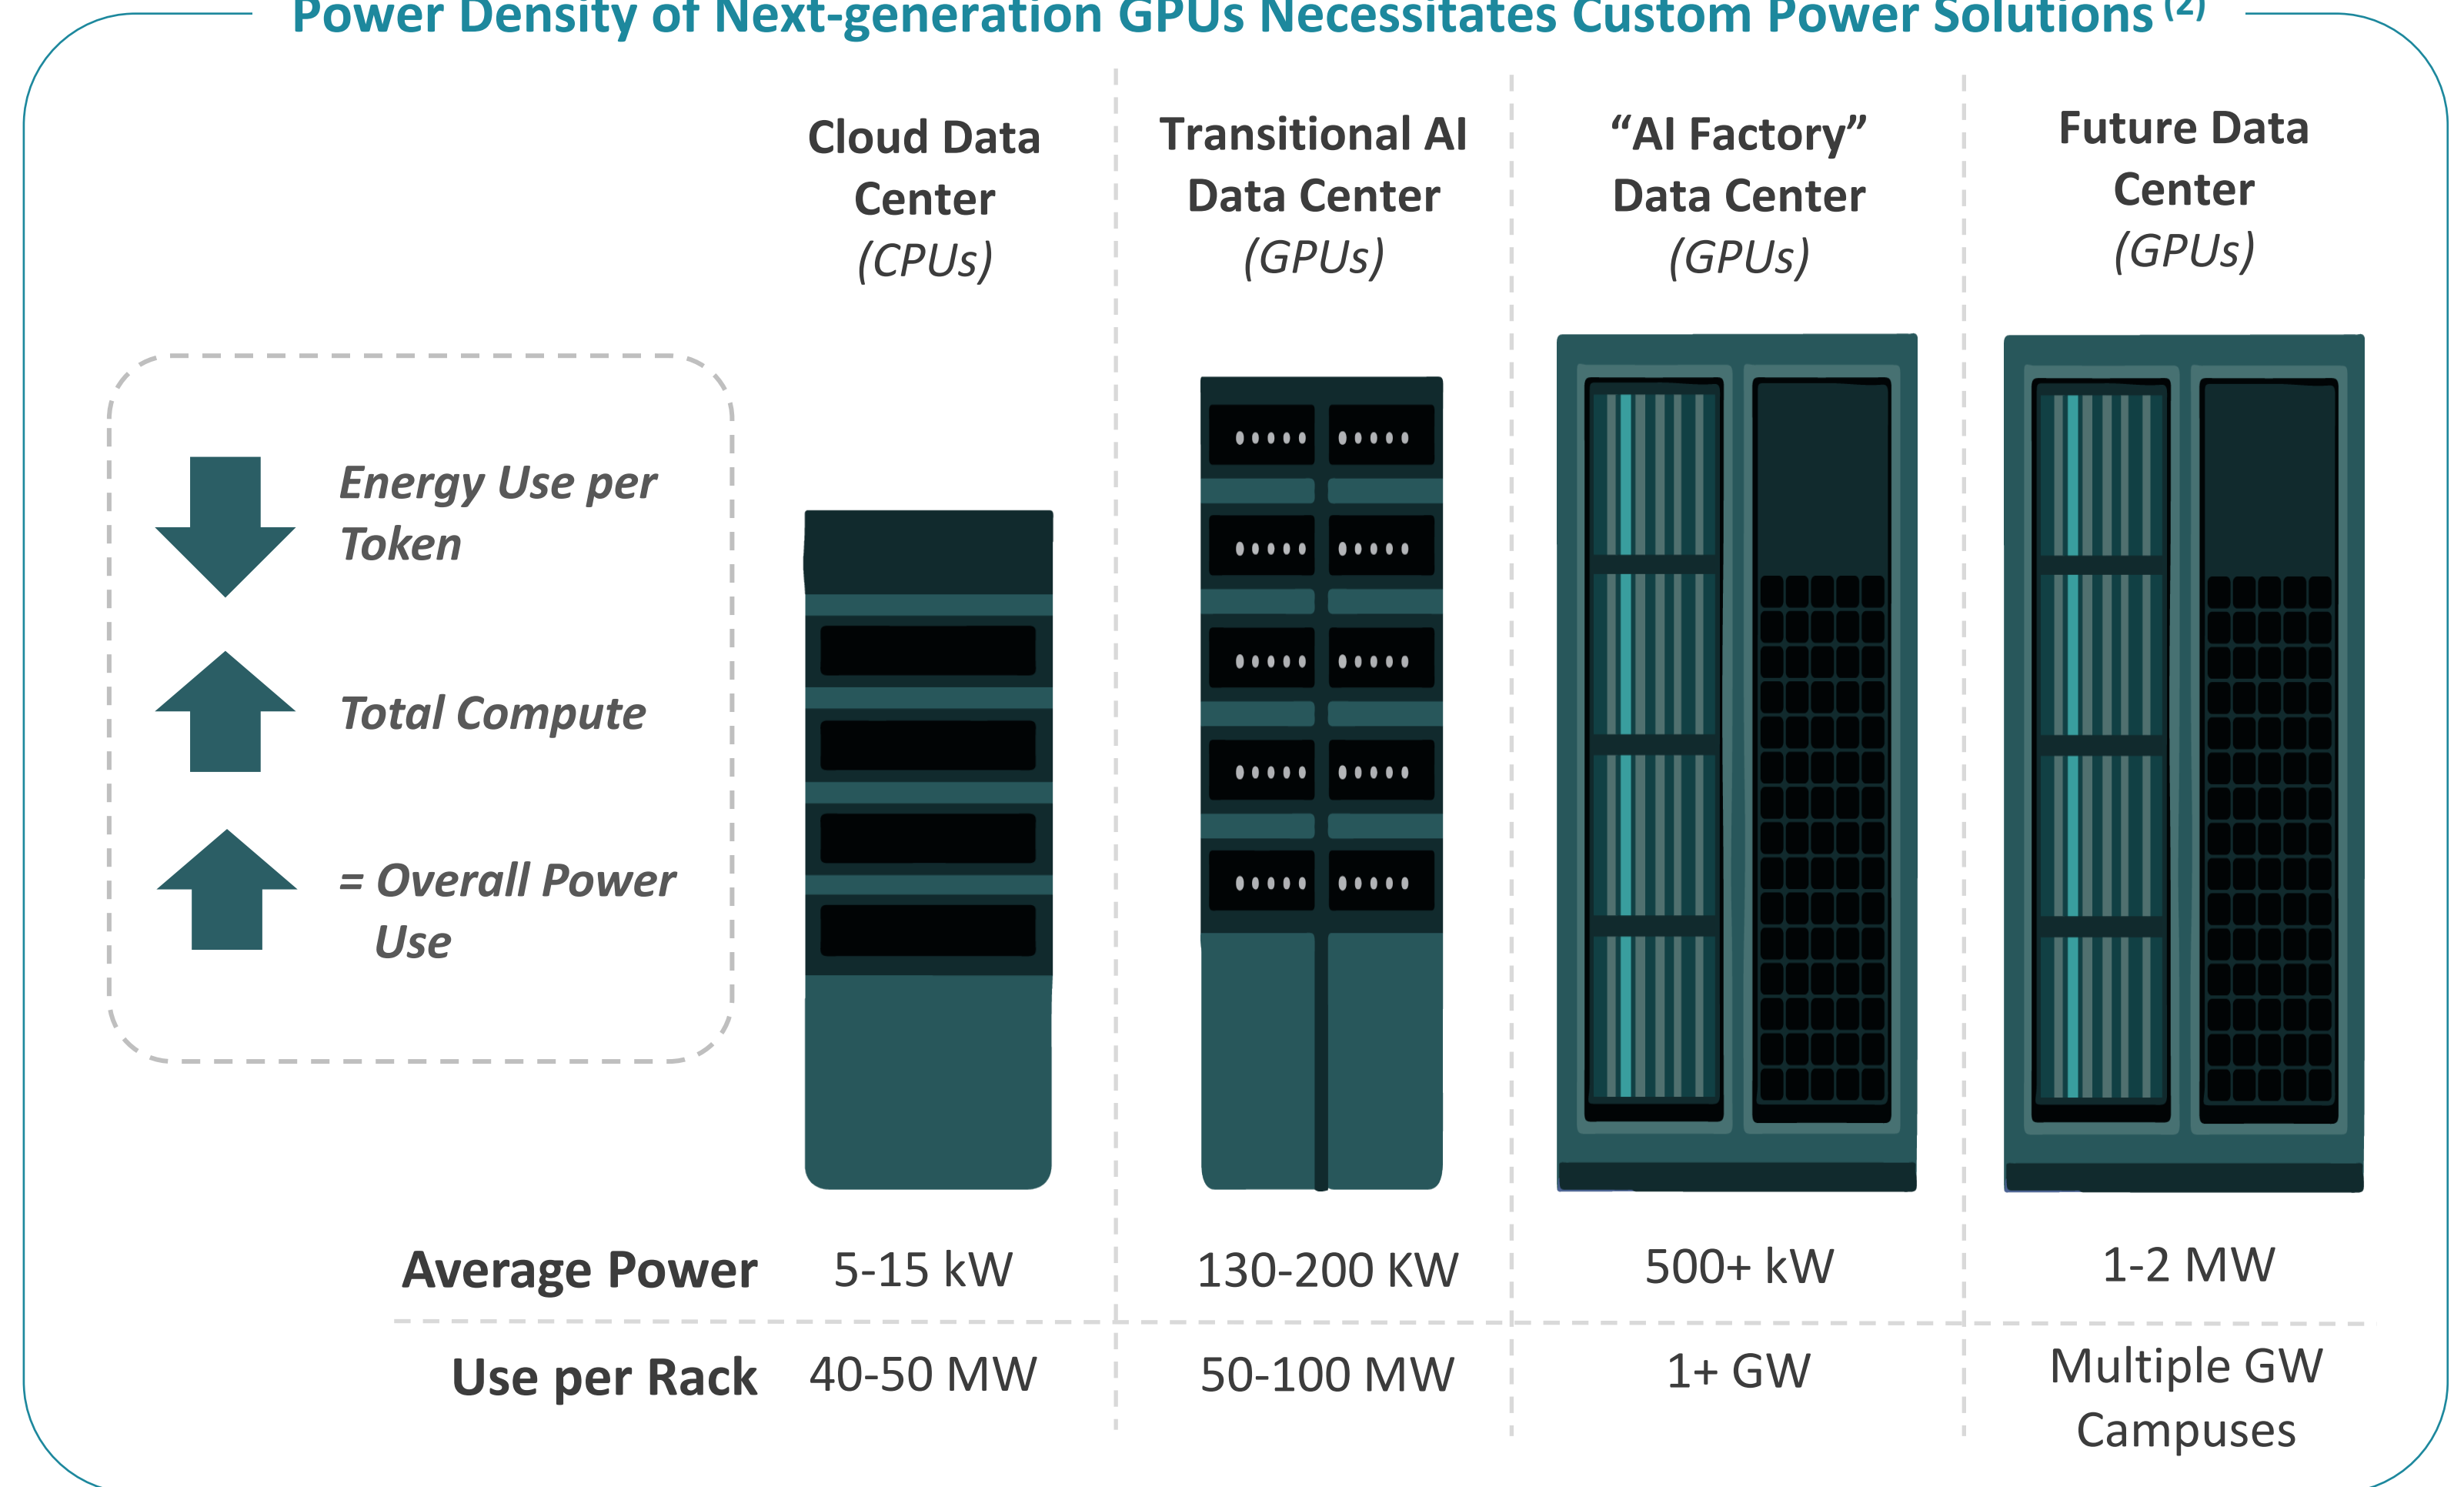 Power Density of Next-generation GPUs Necessitates Custom Power Solutions(2)
Cloud Data
Center
(CPUs)
Transitional AI
Data Center
(GPUs)
“AI Factory”
Data Center
(GPUs)
Future Data
Center
(GPUs)
Energy Use per
Token
Total Compute
= Overall Power
Use
Average Power 5-15 kW 130-200 KW 500+ kW 1-2 MW
Use per Rack 40-50 MW 50-100 MW 1+ GW Multiple GW
Campuses